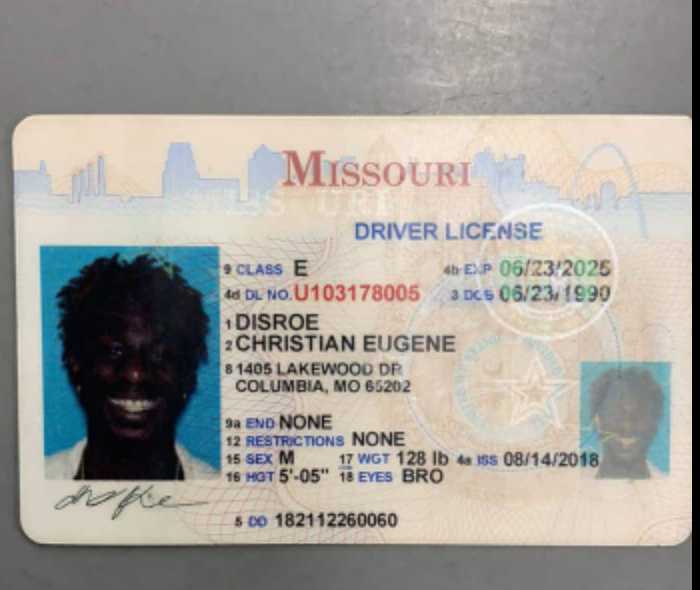 MISSOURI
DRIVER LICENSE
9 CLASS E 4b EXP 06/23/2025
4d DL NO. U103178005 3 DOB 06/23/1990
1 DISROE
2 CHRISTIAN EUGENE
8 1405 LAKEWOOD DR
COLUMBIA, MO 65202
9a END NONE
12 RESTRICTIONS NONE
15 SEX M 17 WGT 128 lb 4a ISS 08/14/2018
16 HGT 5'-05" 18 EYES BRO
5 DD 182112260060